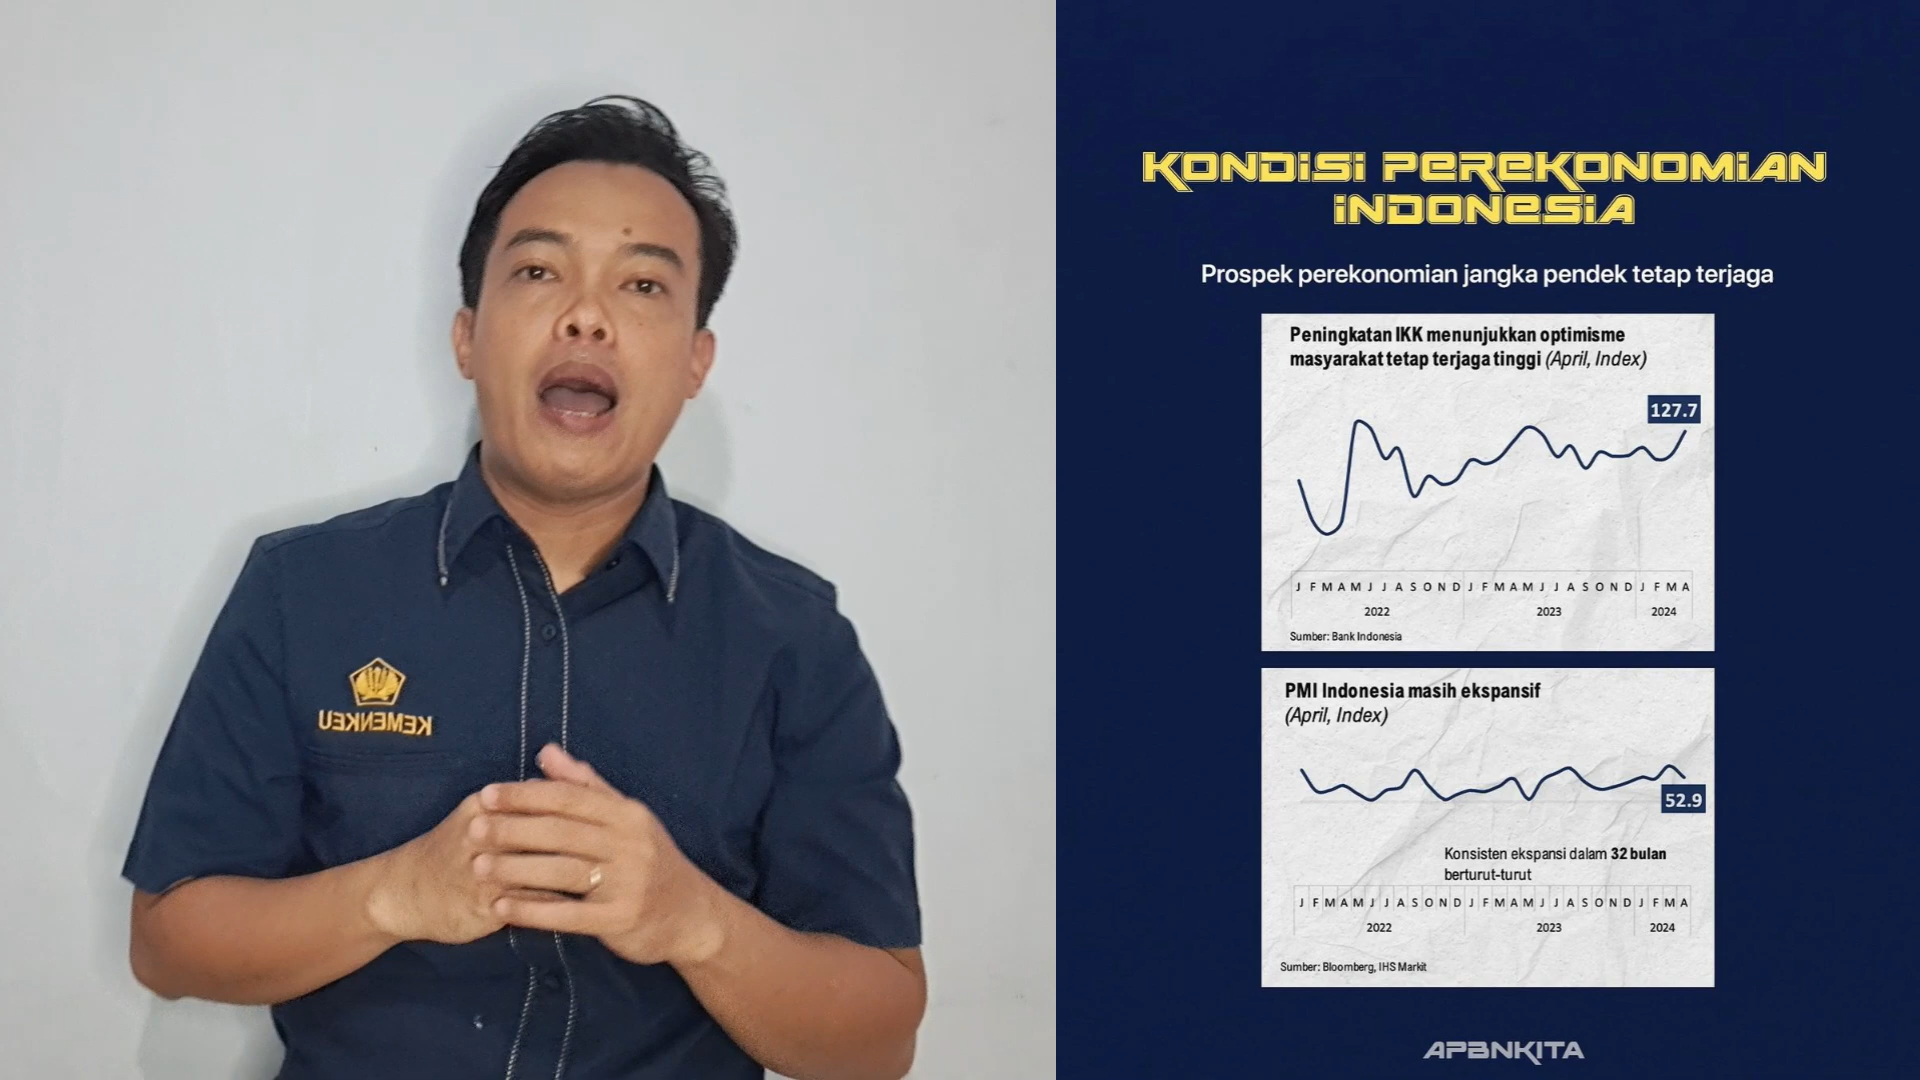 KEMENKEU
KONDISI PEREKONOMIAN
INDONESIA
Prospek perekonomian jangka pendek tetap terjaga
Peningkatan IKK menunjukkan optimisme
masyarakat tetap terjaga tinggi (April, Index)
127.7
J F M A M J J A S O N D J F M A M J J A S O N D J F M A
2022 2023 2024
Sumber: Bank Indonesia
PMI Indonesia masih ekspansif
(April, Index)
52.9
Konsisten ekspansi dalam 32 bulan
berturut-turut
J F M A M J J A S O N D J F M A M J J A S O N D J F M A
2022 2023 2024
Sumber: Bloomberg, IHS Markit
APBNKITA